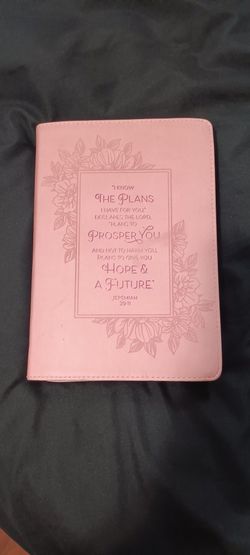 "I KNOW
THE PLANS
I HAVE FOR YOU,"
DECLARES THE LORD,
"PLANS TO
PROSPER YOU
AND NOT TO HARM YOU,
PLANS TO GIVE YOU
HOPE &
A FUTURE."
JEREMIAH
29:11